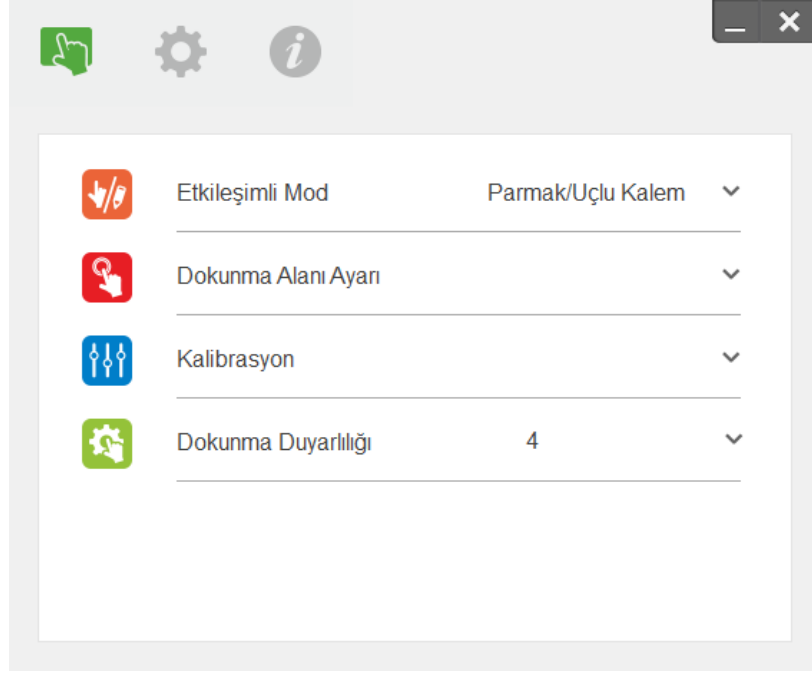 Etkileşimli Mod Parmak/Uçlu Kalem
Dokunma Alanı Ayarı
Kalibrasyon
Dokunma Duyarlılığı 4